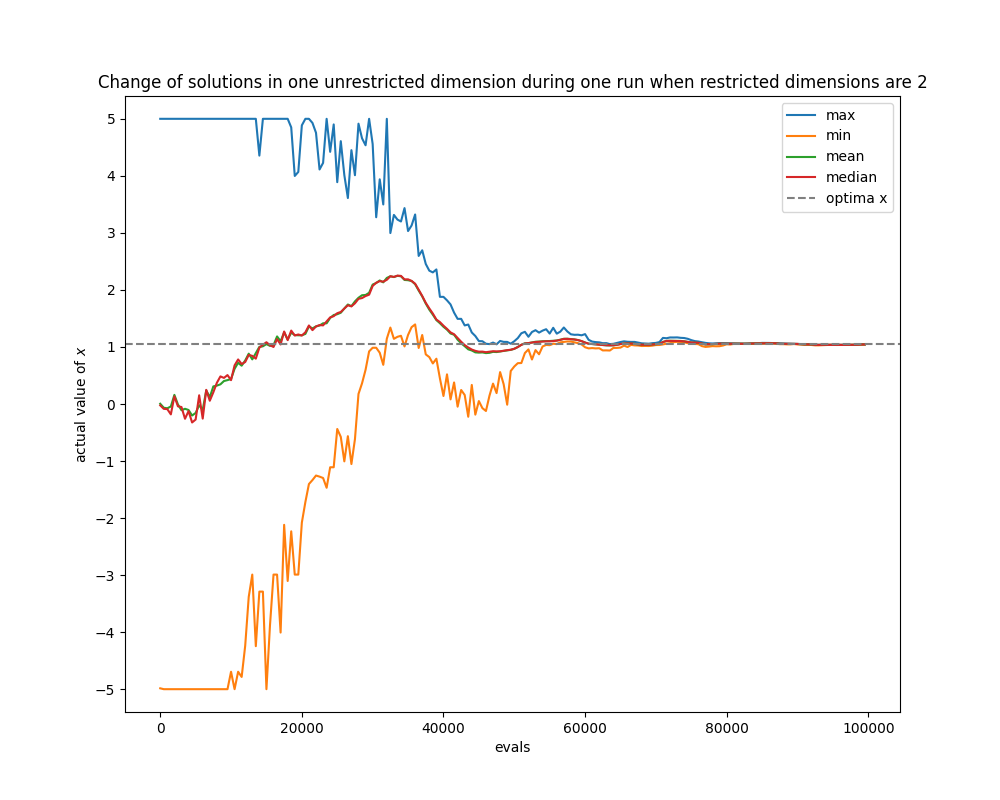 Change of solutions in one unrestricted dimension during one run when restricted dimensions are 2
max
min
mean
median
optima x
5
4
3
2
1
0
−1
−2
−3
−4
−5
actual value of x
0 20000 40000 60000 80000 100000
evals